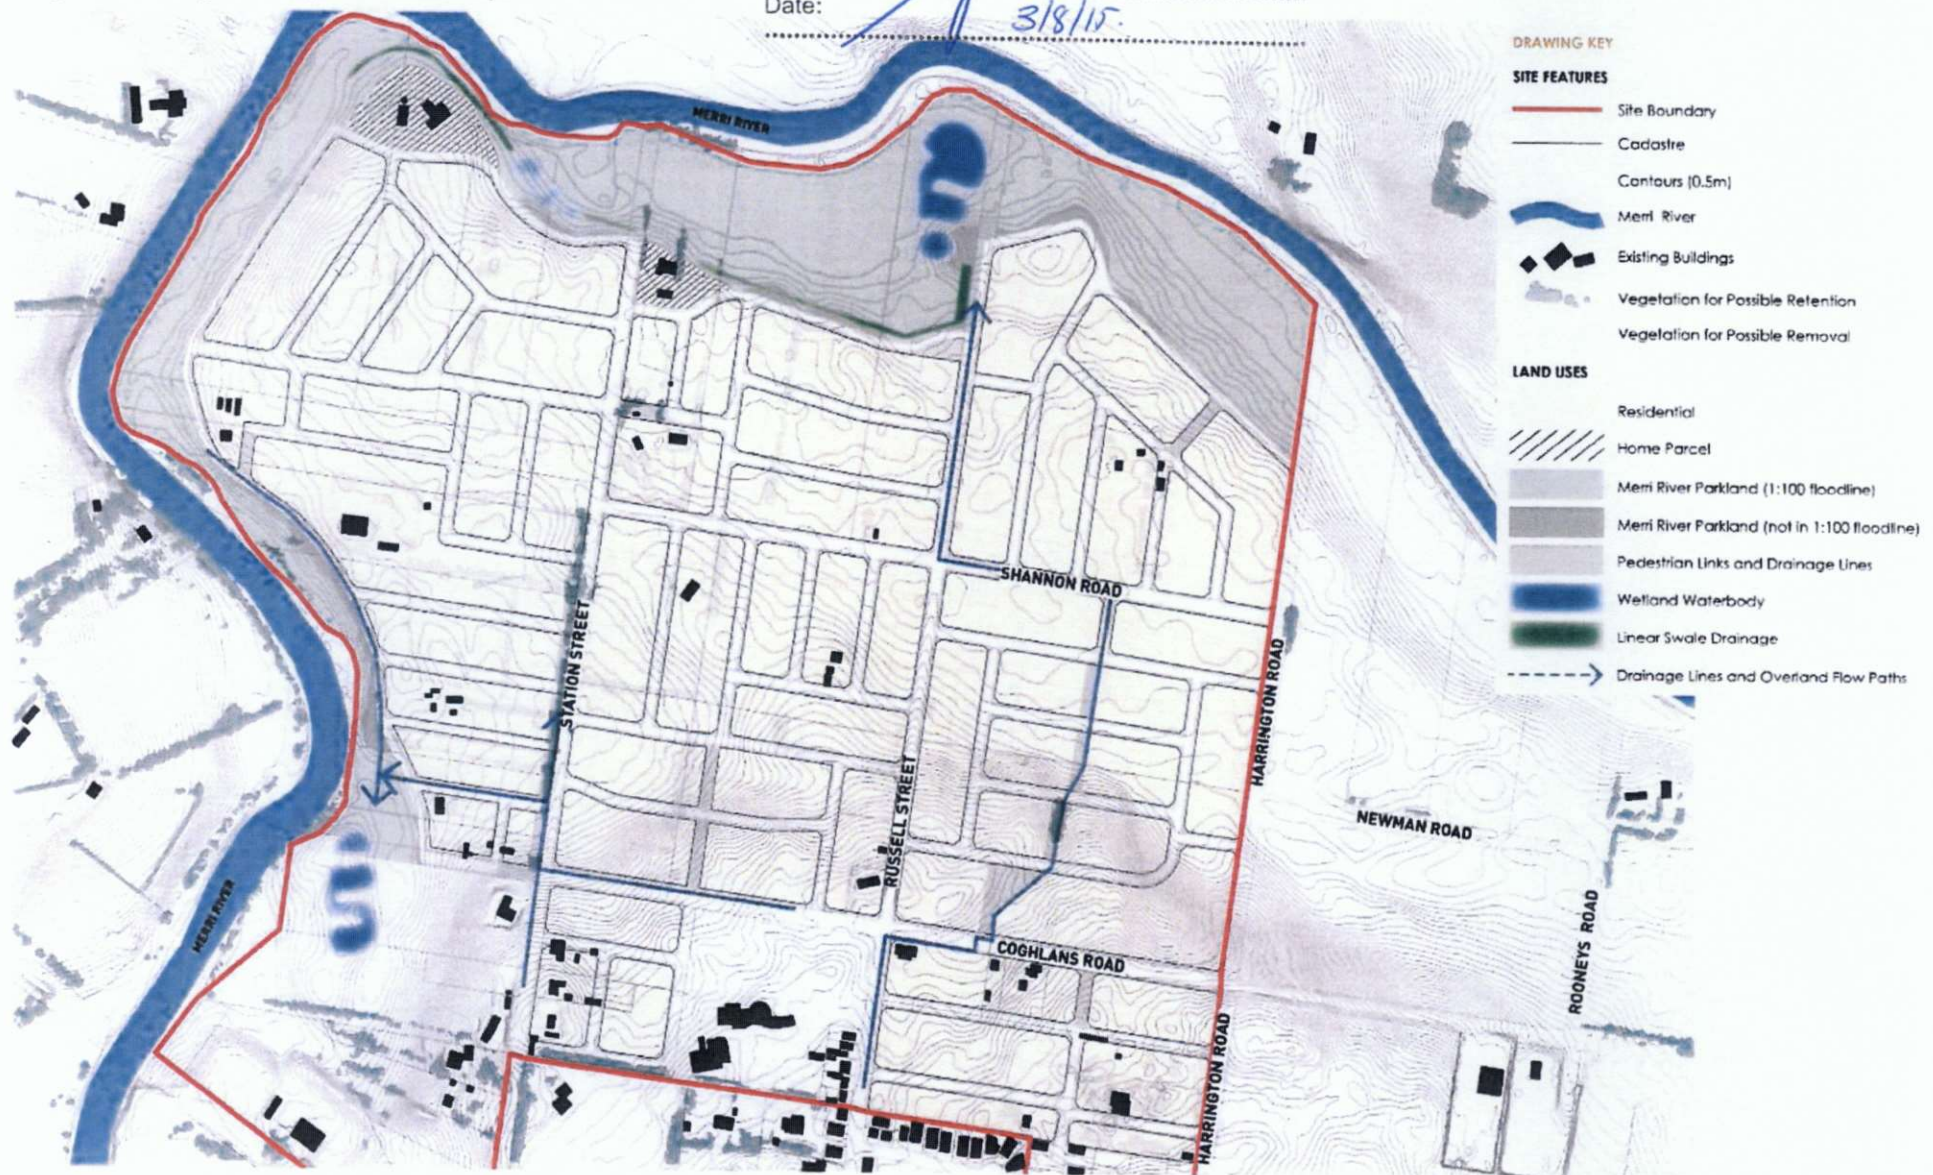 Date:
3/8/15.
DRAWING KEY
SITE FEATURES
Site Boundary
Cadastre
Contours (0.5m)
Merri River
Existing Buildings
Vegetation for Possible Retention
Vegetation for Possible Removal
LAND USES
Residential
Home Parcel
Merri River Parkland (1:100 floodline)
Merri River Parkland (not in 1:100 floodline)
Pedestrian Links and Drainage Lines
Wetland Waterbody
Linear Swale Drainage
Drainage Lines and Overland Flow Paths
MERRI RIVER
SHANNON ROAD
STATION STREET
HARRINGTON ROAD
RUSSELL STREET
NEWMAN ROAD
MERRI RIVER
COGHLANS ROAD
ROONEYS ROAD
HARRINGTON ROAD